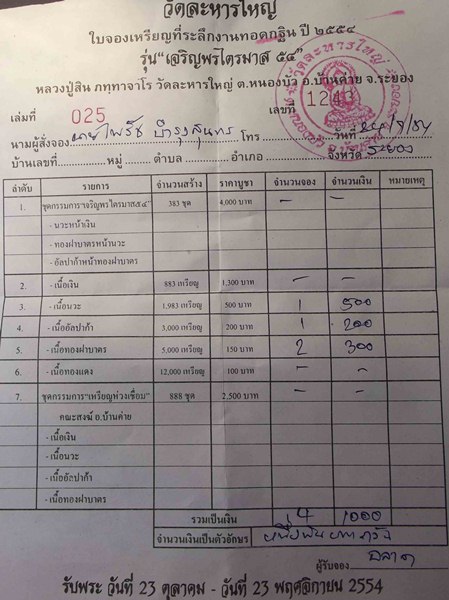 วัดละหารใหญ่
ใบจองเหรียญที่ระลึกงานทอดกฐิน ปี ๒๕๕๔
รุ่น"เจริญพรไตรมาส ๕๔"
หลวงปู่สิน ภทฺทาจาโร วัดละหารใหญ่ ต.หนองบัว อ.บ้านค่าย จ.ระยอง
เล่มที่ 025 เลขที่
นามผู้สั่งจอง โทร วันที่
บ้านเลขที่ หมู่ ตำบล อำเภอ จังหวัด ระยอง
ลำดับ รายการ จำนวนสร้าง ราคาบูชา จำนวนจอง จำนวนเงิน หมายเหตุ
1. ชุดกรรมการ"เจริญพรไตรมาส๕๔" 383 ชุด 4,000 บาท - -
- นวะหน้าเงิน
- ทองฝาบาตรหน้านวะ
- อัลปาก้าหน้าทองฝาบาตร
2. - เนื้อเงิน 883 เหรียญ 1,300 บาท - -
3. - เนื้อนวะ 1,983 เหรียญ 500 บาท 1 500
4. - เนื้ออัลปาก้า 3,000 เหรียญ 200 บาท 1 200
5. - เนื้อทองฝาบาตร 5,000 เหรียญ 150 บาท 2 300
6. - เนื้อทองแดง 12,000 เหรียญ 100 บาท - -
7. ชุดกรรมการ"เหรียญห่วงเชื่อม" 888 ชุด 2,500 บาท - -
คณะสงฆ์ อ.บ้านค่าย
- เนื้อเงิน
- เนื้อนวะ
- เนื้ออัลปาก้า
- เนื้อทองฝาบาตร
รวมเป็นเงิน 4 1000
จำนวนเงินเป็นตัวอักษร
ผู้รับจอง
รับพระ วันที่ 23 ตุลาคม - วันที่ 23 พฤศจิกายน 2554